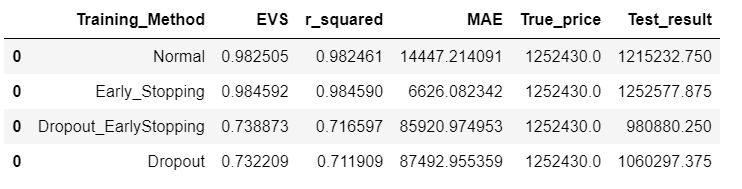 Training_Method EVS r_squared MAE True_price Test_result
0 Normal 0.982505 0.982461 14447.214091 1252430.0 1215232.750
0 Early_Stopping 0.984592 0.984590 6626.082342 1252430.0 1252577.875
0 Dropout_EarlyStopping 0.738873 0.716597 85920.974953 1252430.0 980880.250
0 Dropout 0.732209 0.711909 87492.955359 1252430.0 1060297.375